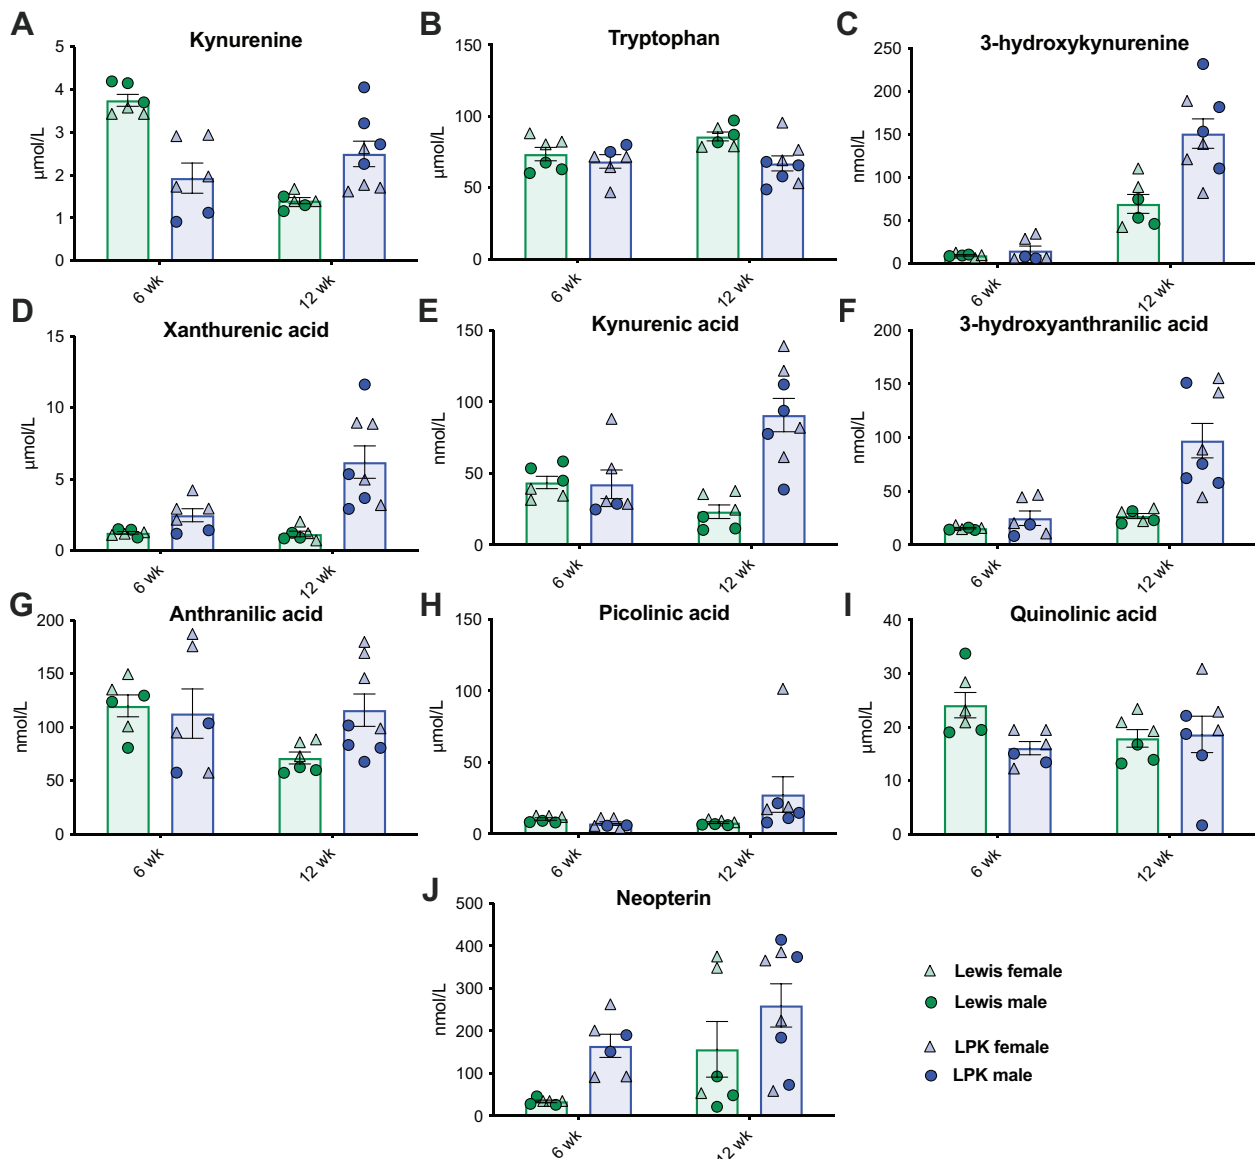 A
Kynurenine
5
4
3
2
1
0
µmol/L
6 wk
12 wk
B
Tryptophan
150
100
50
0
µmol/L
6 wk
12 wk
C
3-hydroxykynurenine
250
200
150
100
50
0
nmol/L
6 wk
12 wk
D
Xanthurenic acid
15
10
5
0
µmol/L
6 wk
12 wk
E
Kynurenic acid
150
100
50
0
nmol/L
6 wk
12 wk
F
3-hydroxyanthranilic acid
200
150
100
50
0
nmol/L
6 wk
12 wk
G
Anthranilic acid
200
150
100
50
0
nmol/L
6 wk
12 wk
H
Picolinic acid
150
100
50
0
µmol/L
6 wk
12 wk
I
Quinolinic acid
40
30
20
10
0
µmol/L
6 wk
12 wk
J
Neopterin
500
400
300
200
100
0
nmol/L
6 wk
12 wk
Lewis female
Lewis male
LPK female
LPK male